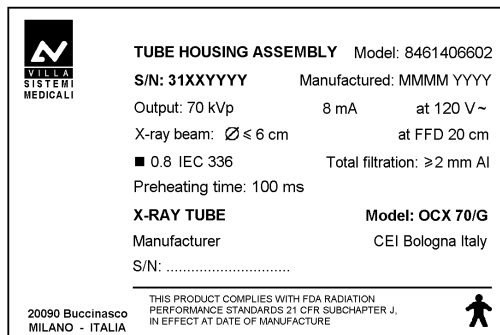 VILLA
SISTEMI
MEDICALI
TUBE HOUSING ASSEMBLY Model: 8461406602
S/N: 31XXYYYY Manufactured: MMMM YYYY
Output: 70 kVp 8 mA at 120 V~
X-ray beam: Ø ≤ 6 cm at FFD 20 cm
■ 0.8 IEC 336 Total filtration: ≥2 mm Al
Preheating time: 100 ms
X-RAY TUBE Model: OCX 70/G
Manufacturer CEI Bologna Italy
S/N: ..............................
20090 Buccinasco
MILANO - ITALIA
THIS PRODUCT COMPLIES WITH FDA RADIATION
PERFORMANCE STANDARDS 21 CFR SUBCHAPTER J,
IN EFFECT AT DATE OF MANUFACTURE